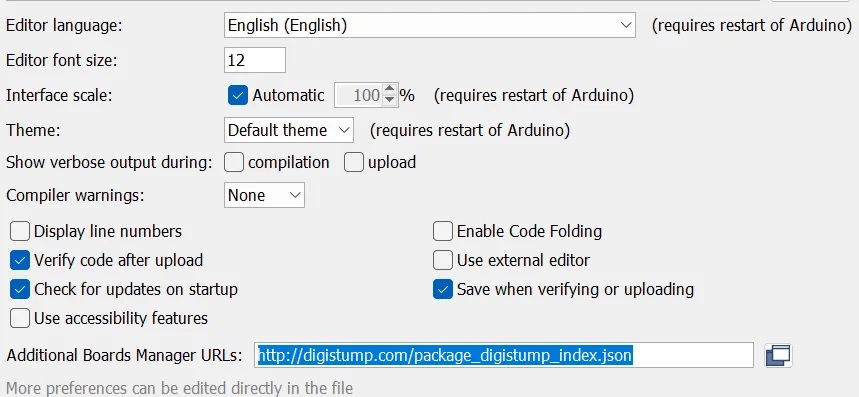 Editor language: English (English) (requires restart of Arduino)
Editor font size: 12
Interface scale: Automatic 100 % (requires restart of Arduino)
Theme: Default theme (requires restart of Arduino)
Show verbose output during: compilation upload
Compiler warnings: None
Display line numbers Enable Code Folding
Verify code after upload Use external editor
Check for updates on startup Save when verifying or uploading
Use accessibility features
Additional Boards Manager URLs: http://digistump.com/package_digistump_index.json
More preferences can be edited directly in the file